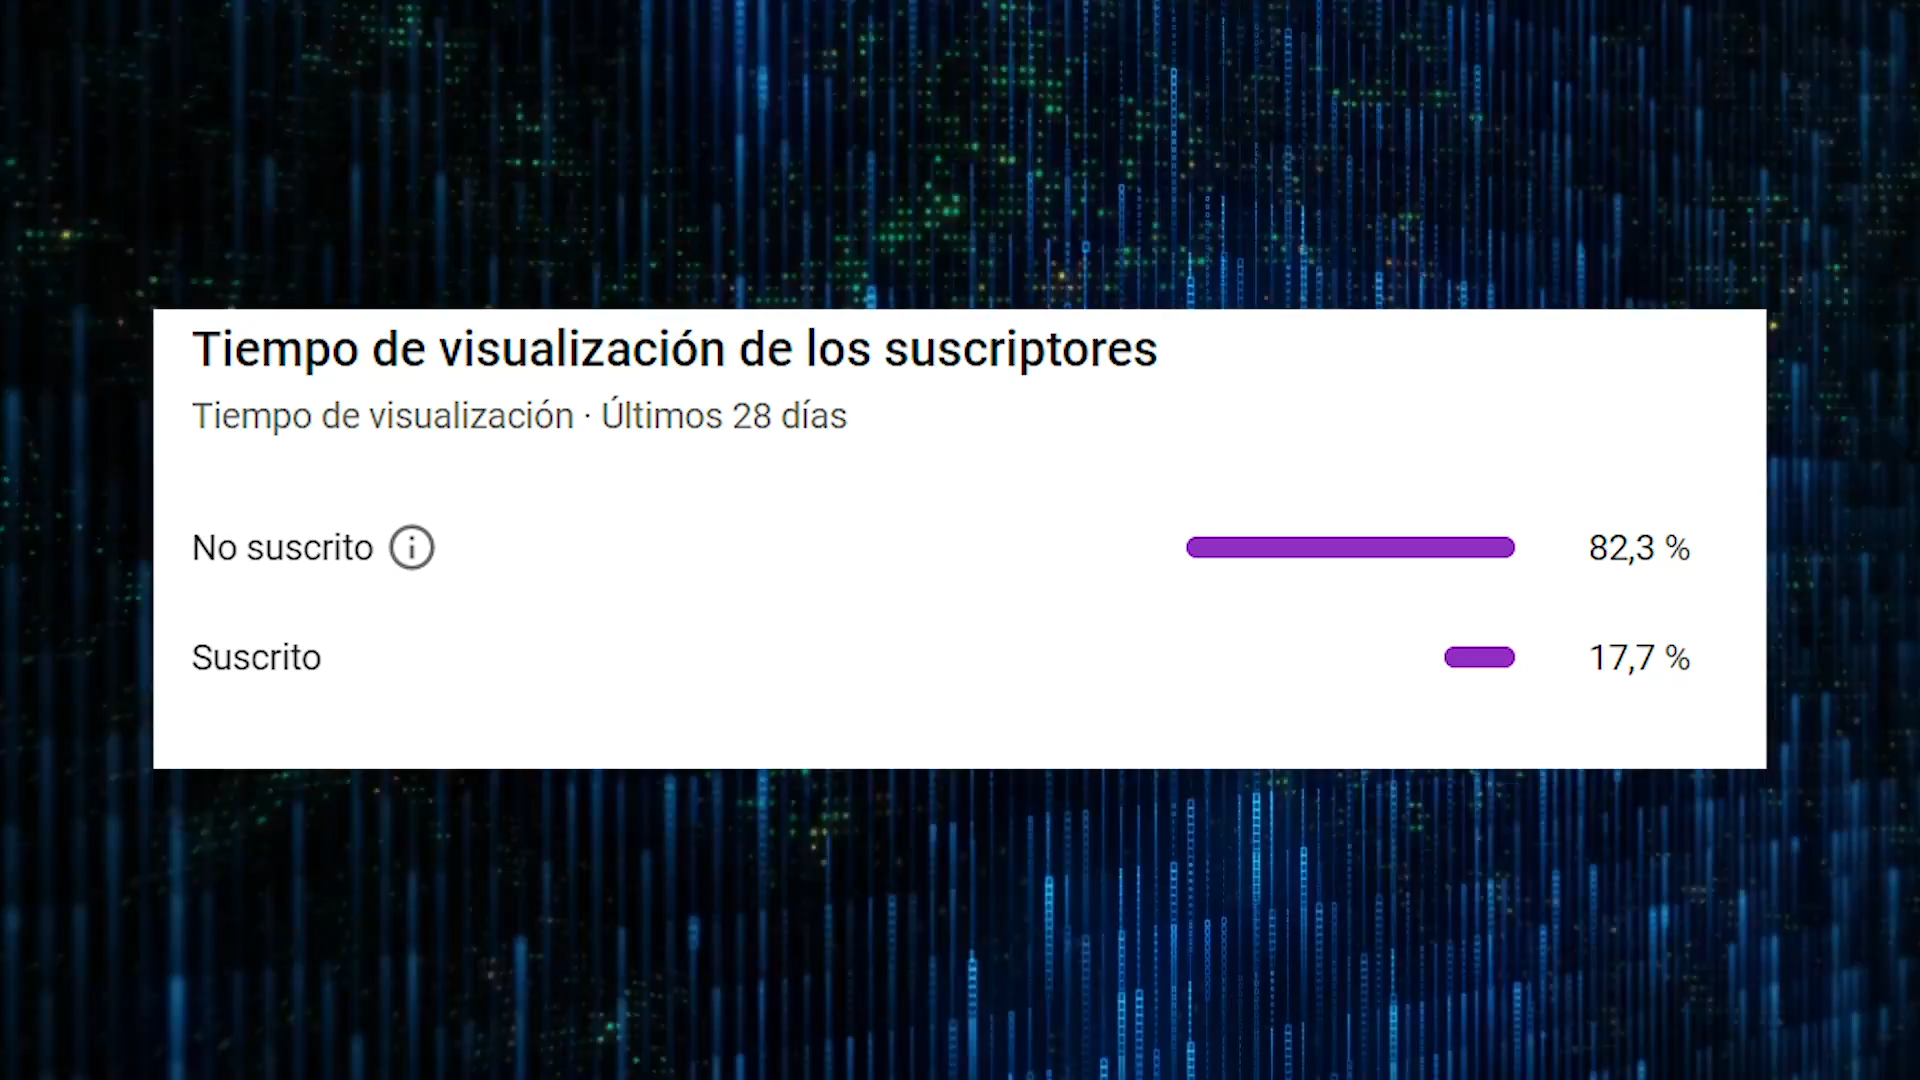 Tiempo de visualización de los suscriptores
Tiempo de visualización · Últimos 28 días
No suscrito 82,3 %
Suscrito 17,7 %